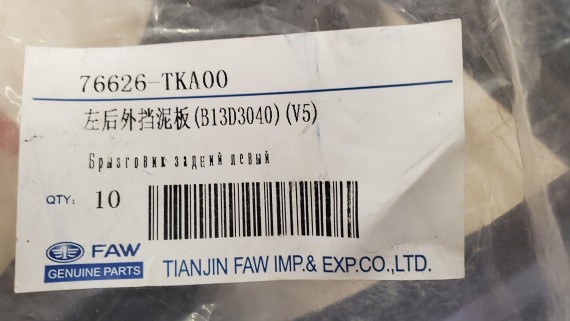 76626-TKA00
左后外挡泥板(B13D3040)(V5)
Брызговик задний левый
QTY: 10
FAW
GENUINE PARTS
TIANJIN FAW IMP.& EXP.CO.,LTD.